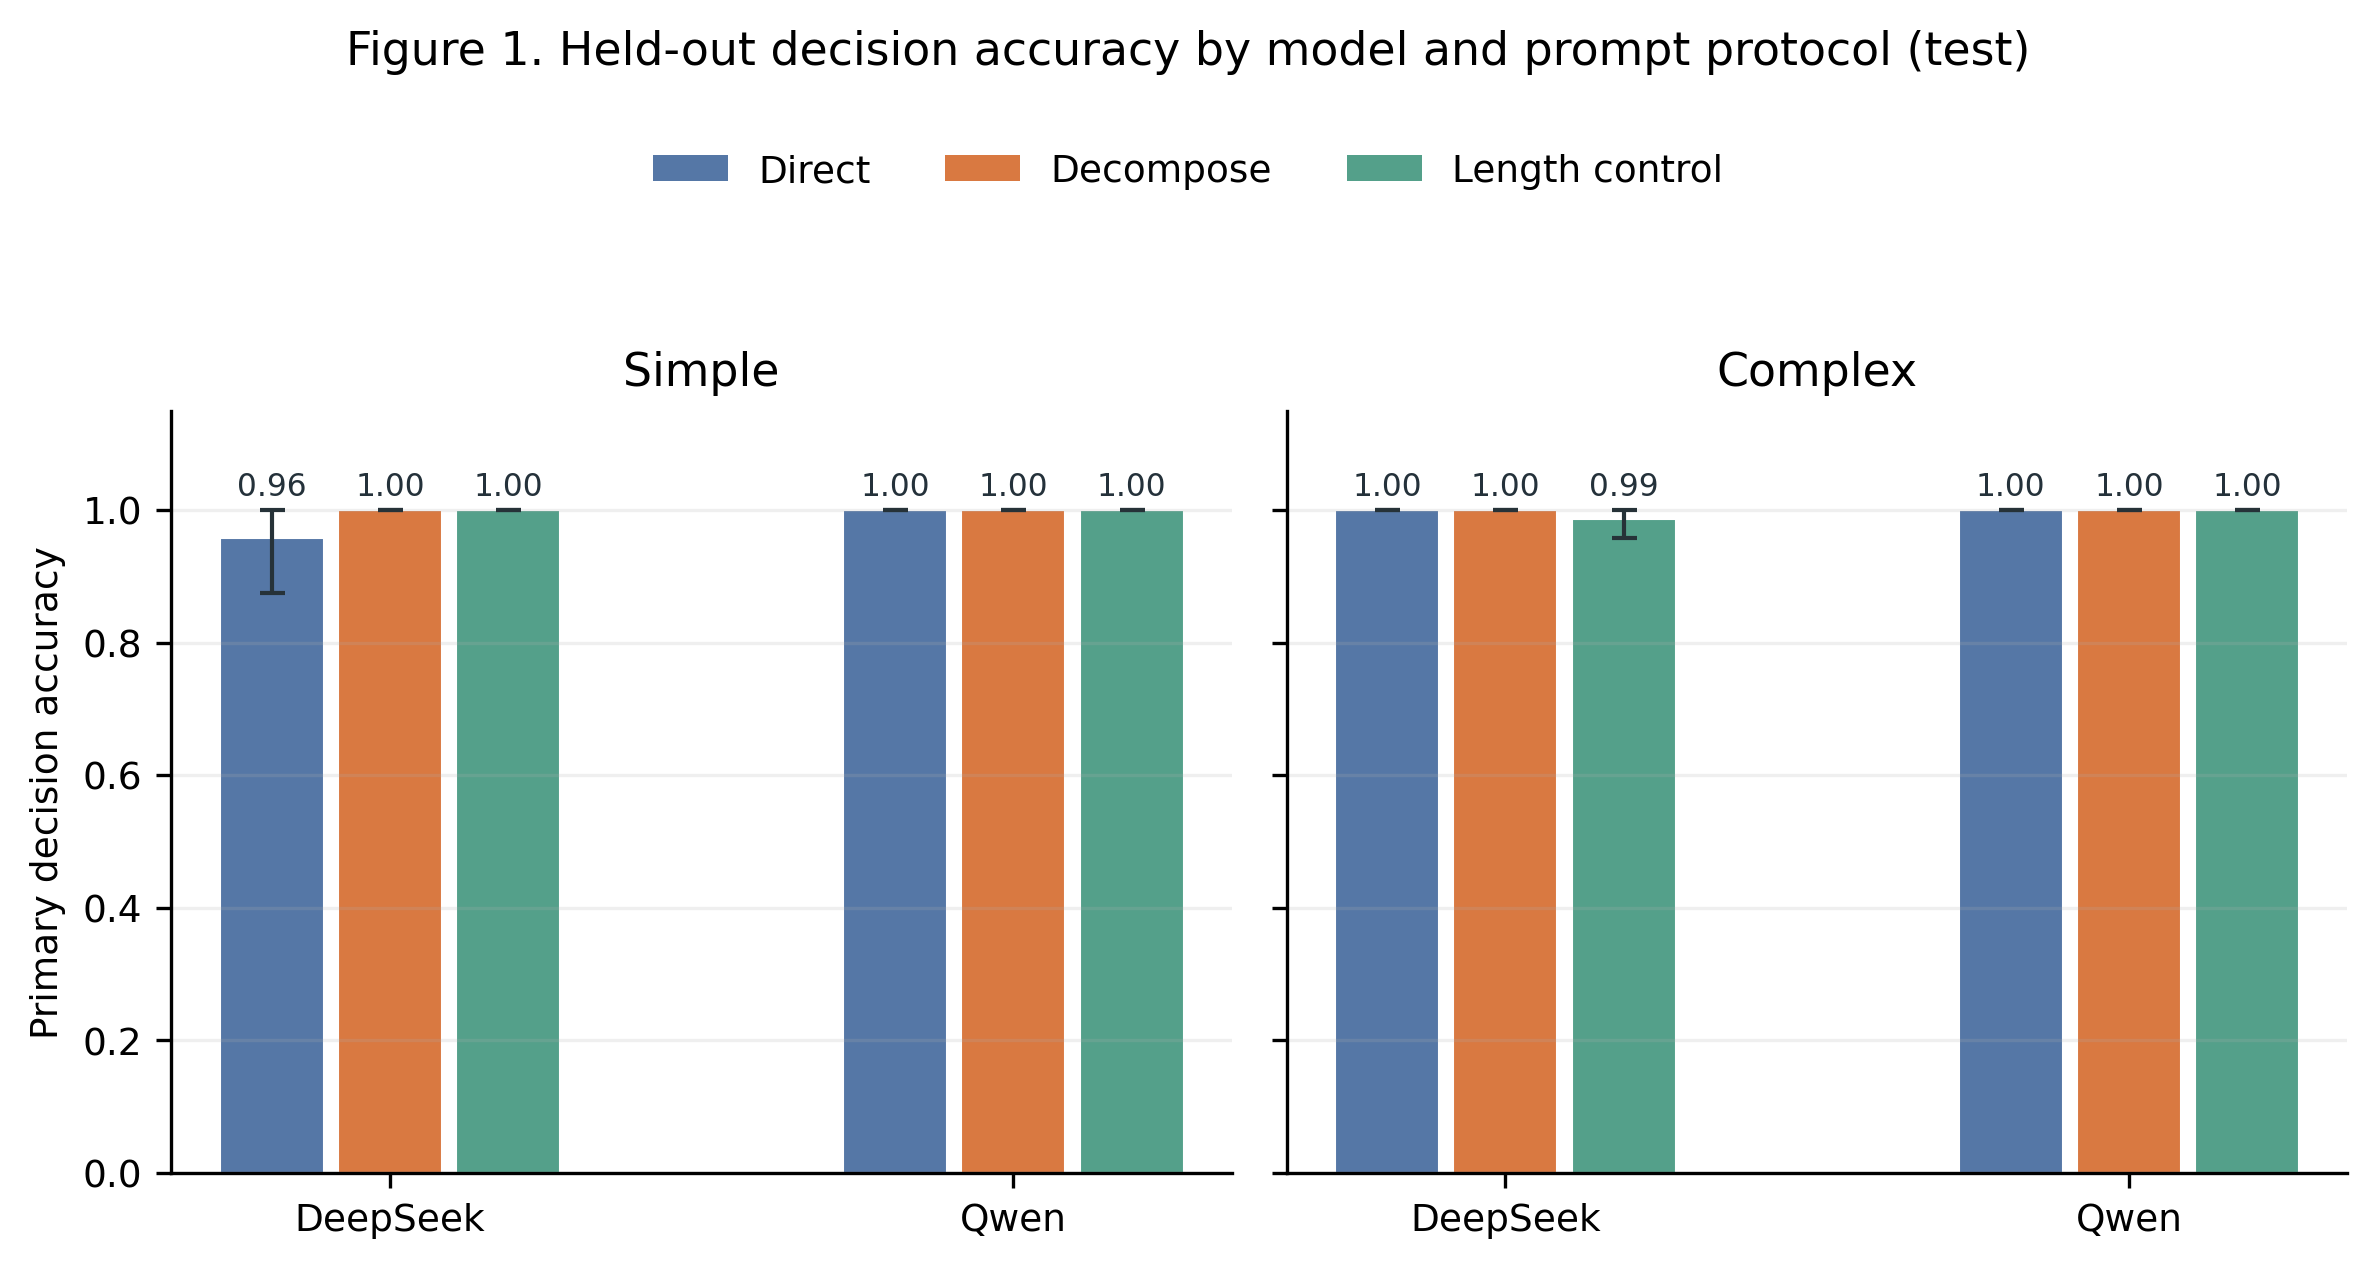 Figure 1. Held-out decision accuracy by model and prompt protocol (test)
Direct Decompose Length control
Simple
Complex
Primary decision accuracy
0.96 1.00 1.00 1.00 1.00 1.00
1.00 1.00 0.99 1.00 1.00 1.00
1.0
0.8
0.6
0.4
0.2
0.0
DeepSeek Qwen
DeepSeek Qwen